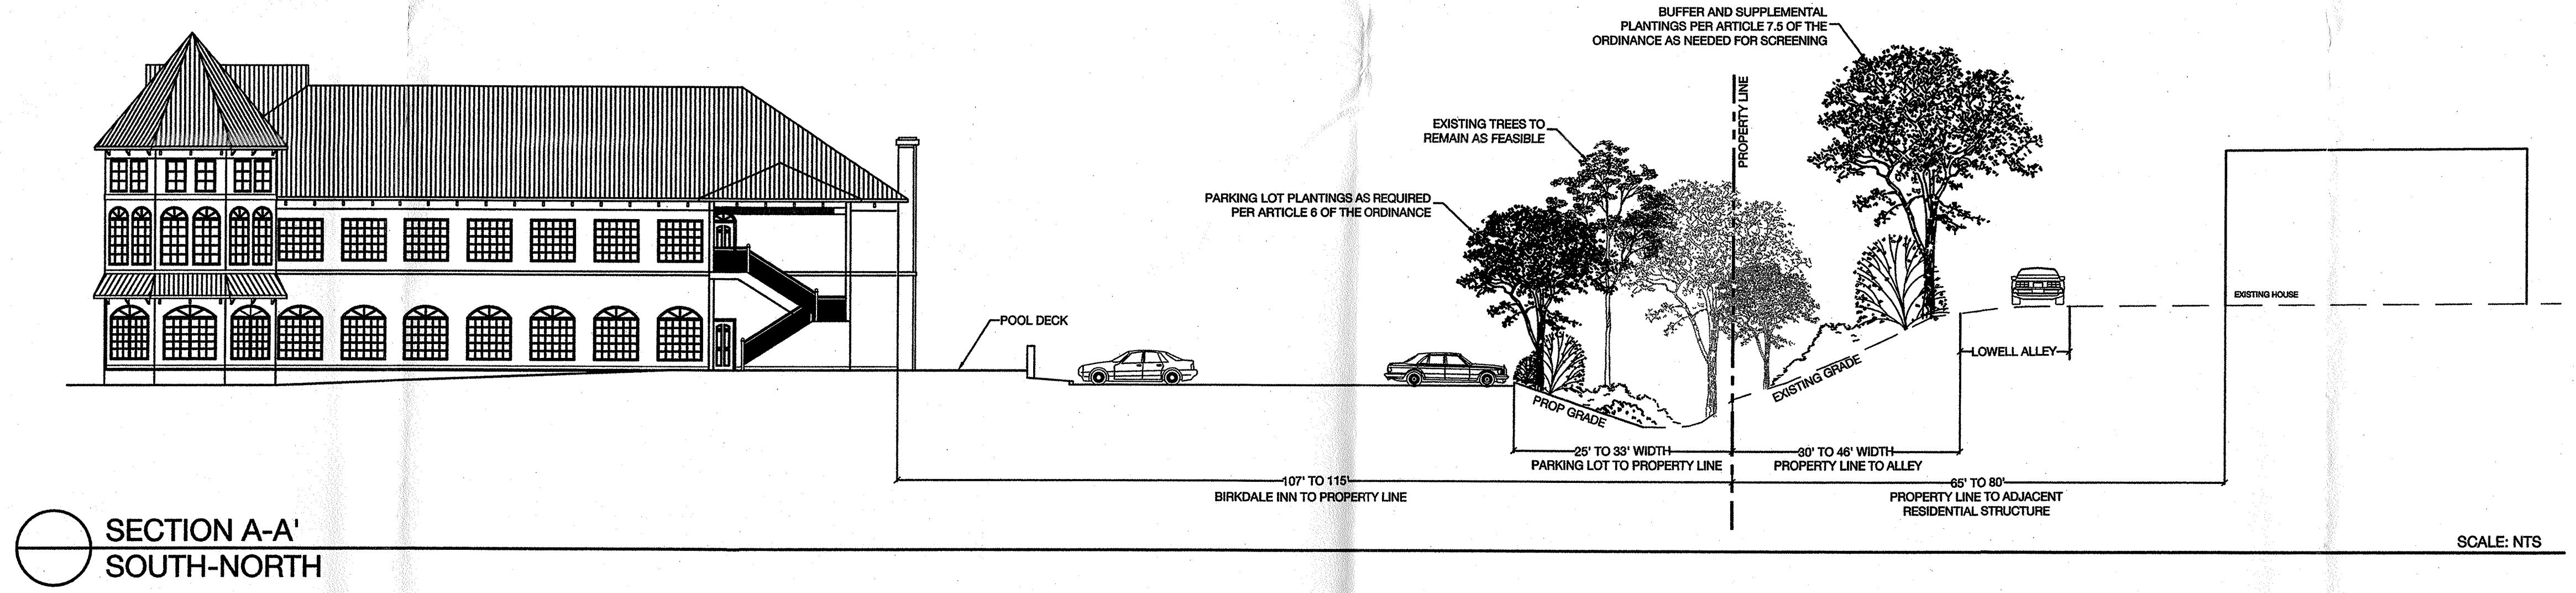 BUFFER AND SUPPLEMENTAL
PLANTINGS PER ARTICLE 7.5 OF THE
ORDINANCE AS NEEDED FOR SCREENING
PROPERTY LINE
EXISTING TREES TO
REMAIN AS FEASIBLE
PARKING LOT PLANTINGS AS REQUIRED
PER ARTICLE 6 OF THE ORDINANCE
EXISTING HOUSE
POOL DECK
LOWELL ALLEY
EXISTING GRADE
PROP GRADE
25' TO 33' WIDTH
PARKING LOT TO PROPERTY LINE
30' TO 46' WIDTH
PROPERTY LINE TO ALLEY
107' TO 115'
BIRKDALE INN TO PROPERTY LINE
65' TO 80'
PROPERTY LINE TO ADJACENT
RESIDENTIAL STRUCTURE
SECTION A-A'
SOUTH-NORTH
SCALE: NTS